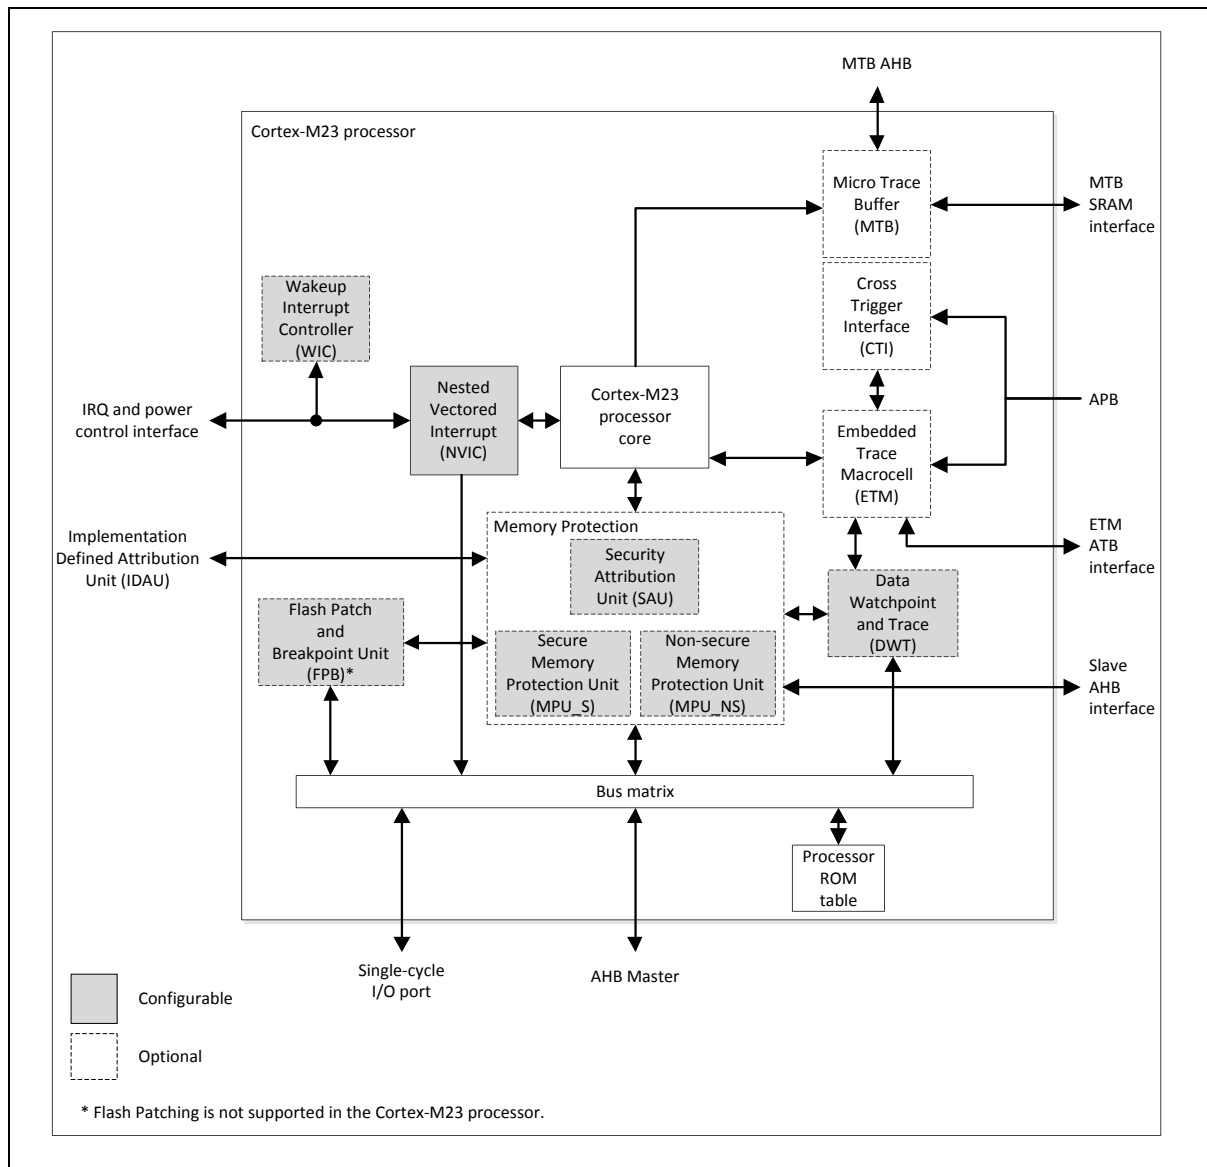 MTB AHB
Cortex-M23 processor
Micro Trace
Buffer
(MTB)
MTB
SRAM
interface
Wakeup
Interrupt
Controller
(WIC)
Cross
Trigger
Interface
(CTI)
IRQ and power
control interface
Nested
Vectored
Interrupt
(NVIC)
Cortex-M23
processor
core
APB
Embedded
Trace
Macrocell
(ETM)
Implementation
Defined Attribution
Unit (IDAU)
Memory Protection
Security
Attribution
Unit (SAU)
ETM
ATB
interface
Flash Patch
and
Breakpoint Unit
(FPB)*
Secure
Memory
Protection Unit
(MPU_S)
Non-secure
Memory
Protection Unit
(MPU_NS)
Data
Watchpoint
and Trace
(DWT)
Slave
AHB
interface
Bus matrix
Processor
ROM
table
Single-cycle
I/O port
AHB Master
Configurable
Optional
* Flash Patching is not supported in the Cortex-M23 processor.